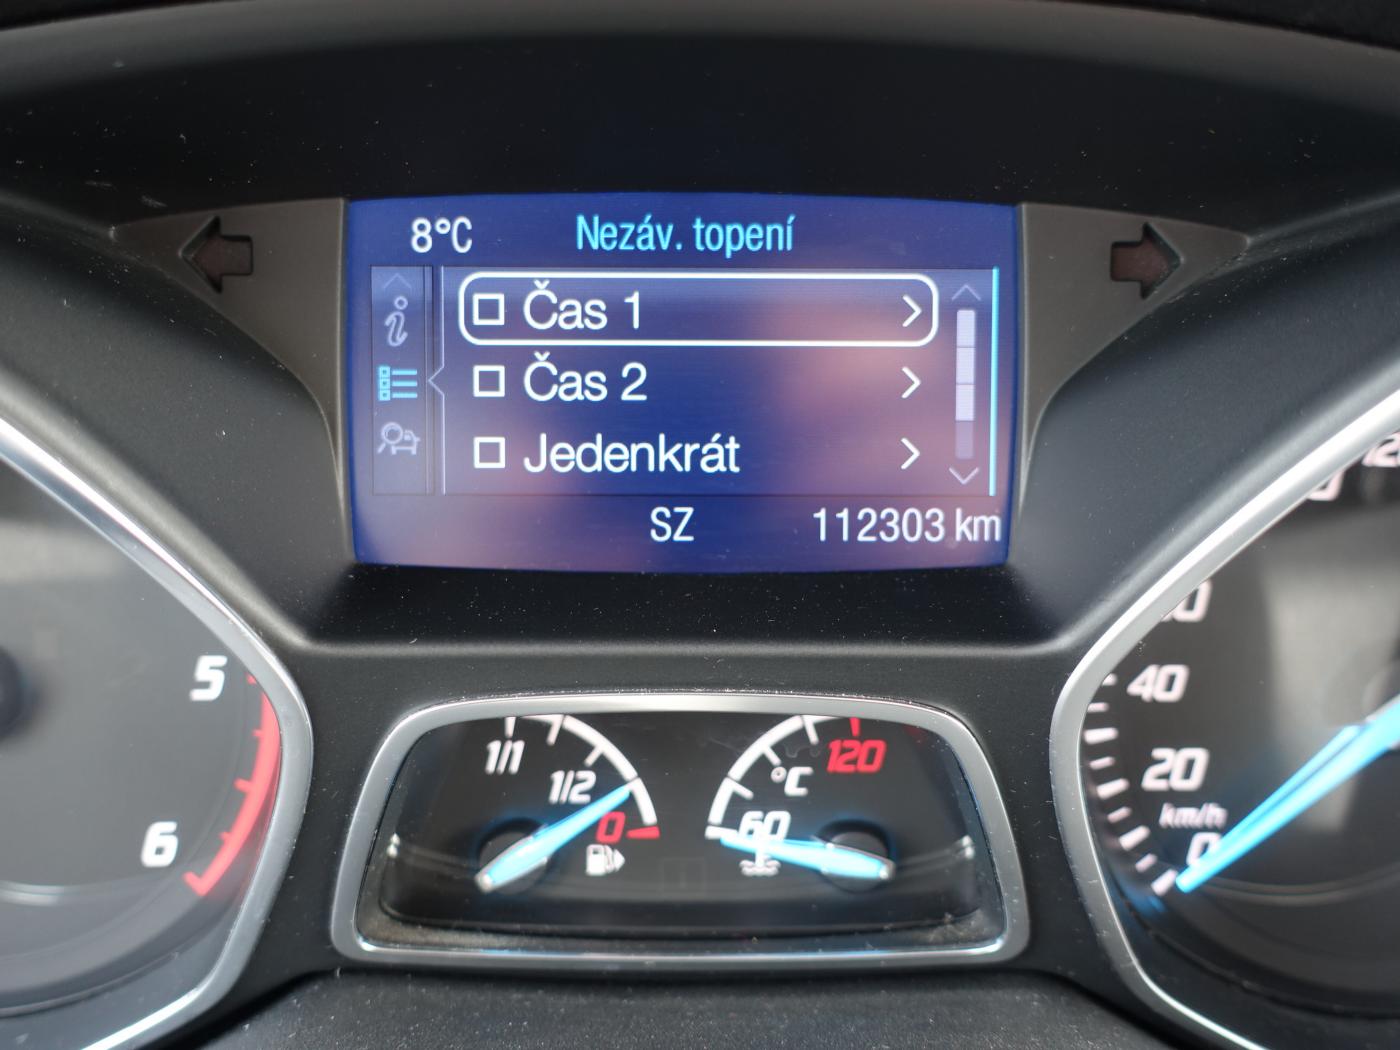 8°C Nezáv. topení
Čas 1
Čas 2
Jedenkrát
SZ 112303 km
5
6
1/1
1/2
0
120
°C
60
40
20
km/h
0